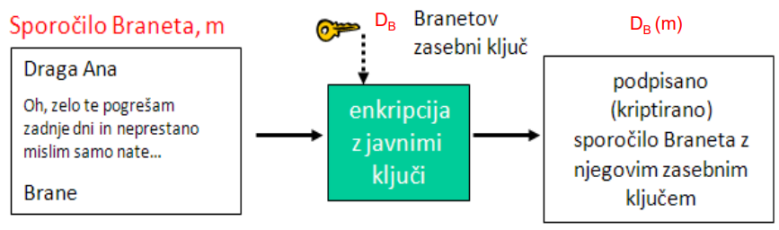 Sporočilo Braneta, m
Draga Ana
Oh, zelo te pogrešam
zadnje dni in neprestano
mislim samo nate...
Brane
D_B
Branetov
zasebni ključ
enkripcija
z javnimi
ključi
D_B (m)
podpisano
(kriptirano)
sporočilo Braneta z
njegovim zasebnim
ključem